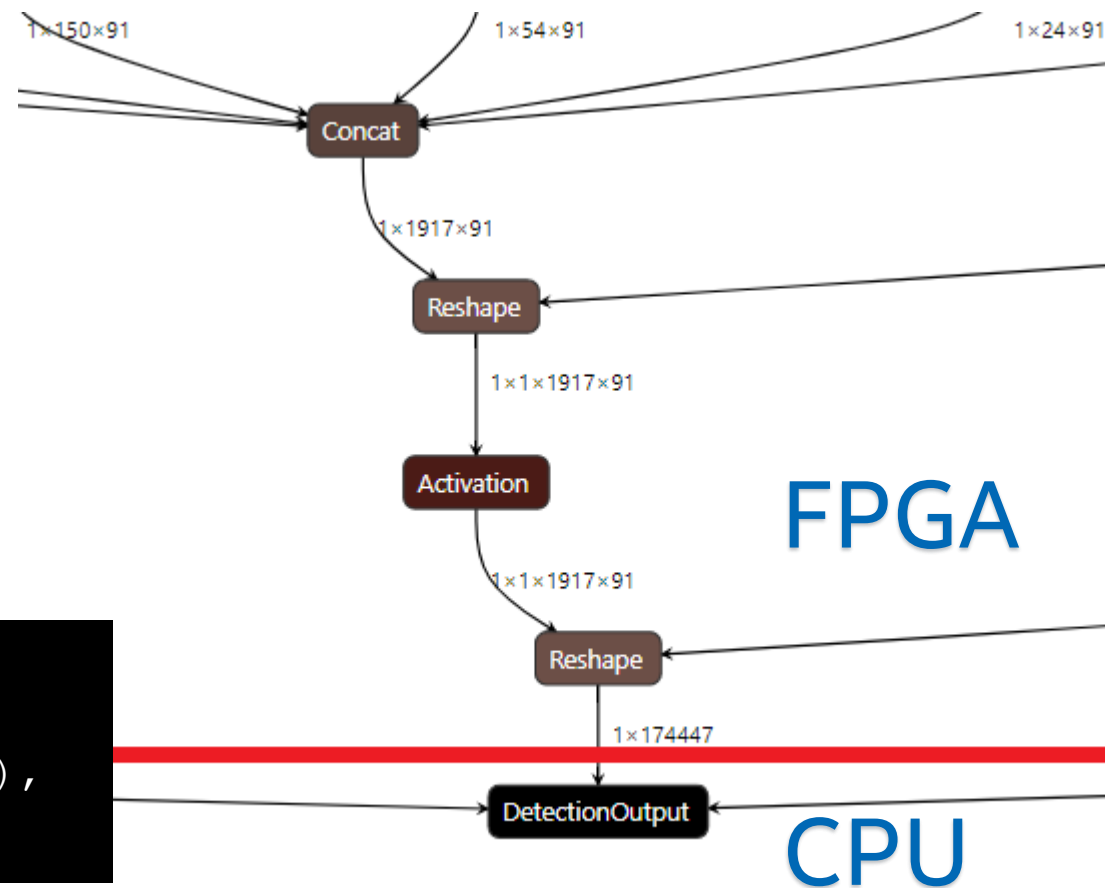 1×150×91
1×54×91
1×24×91
Concat
1×1917×91
Reshape
1×1×1917×91
Activation
FPGA
1×1×1917×91
Reshape
1×174447
),
DetectionOutput
CPU